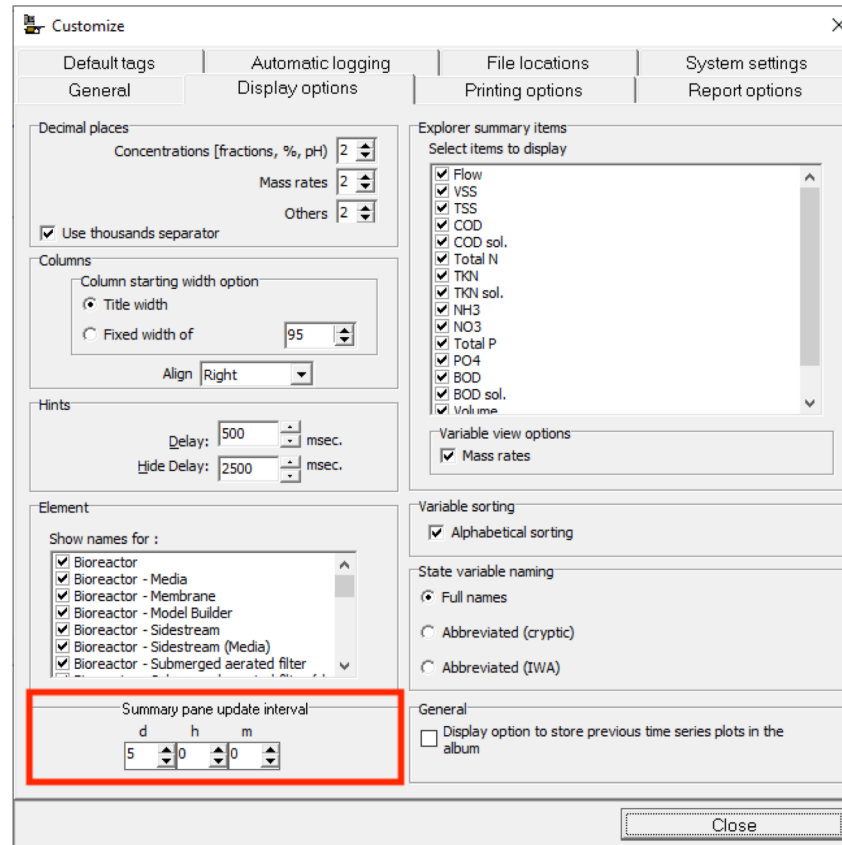 Customize
Default tags
Automatic logging
File locations
System settings
General
Display options
Printing options
Report options
Decimal places
Concentrations [fractions, %, pH) 2
Mass rates 2
Others 2
Use thousands separator
Columns
Column starting width option
Title width
Fixed width of 95
Align Right
Hints
Delay: 500 msec.
Hide Delay: 2500 msec.
Element
Show names for :
Bioreactor
Bioreactor - Media
Bioreactor - Membrane
Bioreactor - Model Builder
Bioreactor - Sidestream
Bioreactor - Sidestream (Media)
Bioreactor - Submerged aerated filter
Summary pane update interval
d h m
5 0 0
Explorer summary items
Select items to display
Flow
VSS
TSS
COD
COD sol.
Total N
TKN
TKN sol.
NH3
NO3
Total P
PO4
BOD
BOD sol.
Volume
Variable view options
Mass rates
Variable sorting
Alphabetical sorting
State variable naming
Full names
Abbreviated (cryptic)
Abbreviated (IWA)
General
Display option to store previous time series plots in the
album
Close